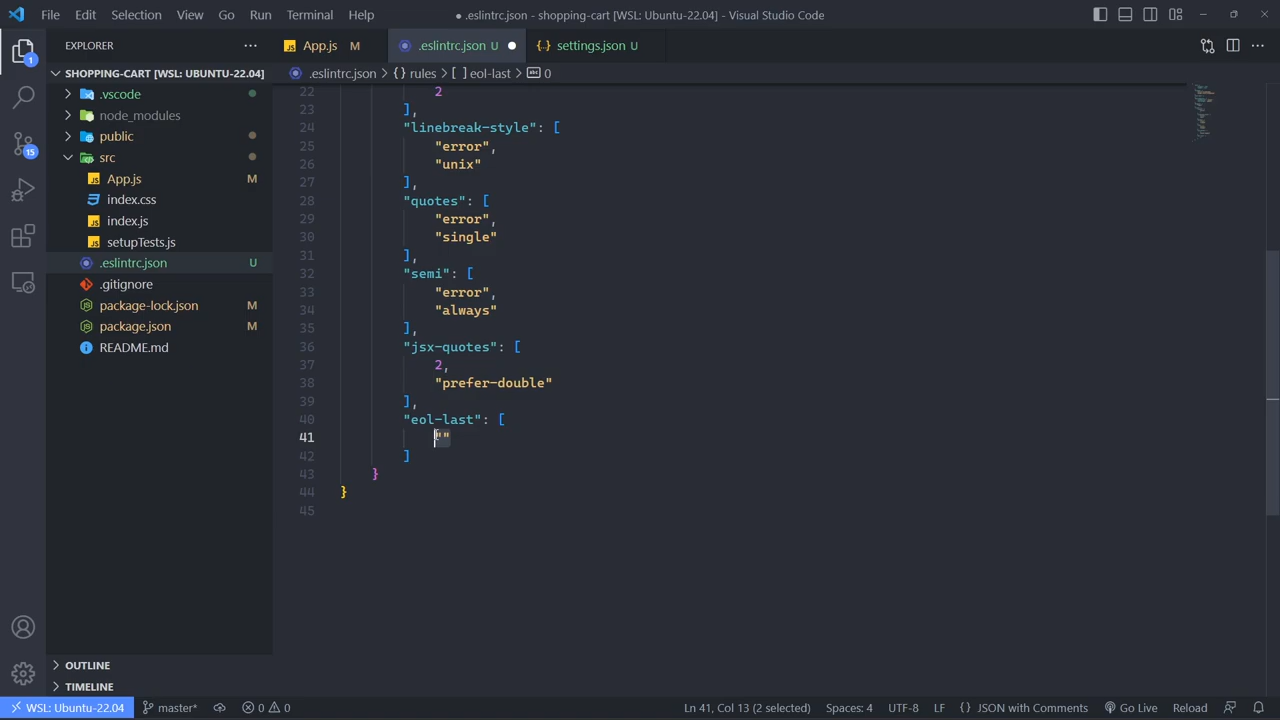 File Edit Selection View Go Run Terminal Help
● .eslintrc.json - shopping-cart [WSL: Ubuntu-22.04] - Visual Studio Code
EXPLORER
App.js M
.eslintrc.json U
settings.json U
SHOPPING-CART [WSL: UBUNTU-22.04]
.eslintrc.json > {} rules > [ ] eol-last > abc 0
.vscode
node_modules
public
src
App.js M
index.css
index.js
setupTests.js
.eslintrc.json U
.gitignore
package-lock.json M
package.json M
README.md
1
15
22 2
23 ],
24 "linebreak-style": [
25 "error",
26 "unix"
27 ],
28 "quotes": [
29 "error",
30 "single"
31 ],
32 "semi": [
33 "error",
34 "always"
35 ],
36 "jsx-quotes": [
37 2,
38 "prefer-double"
39 ],
40 "eol-last": [
41 ""
42 ]
43 }
44 }
45
OUTLINE
TIMELINE
WSL: Ubuntu-22.04 master* 0 0 Ln 41, Col 13 (2 selected) Spaces: 4 UTF-8 LF {} JSON with Comments Go Live Reload